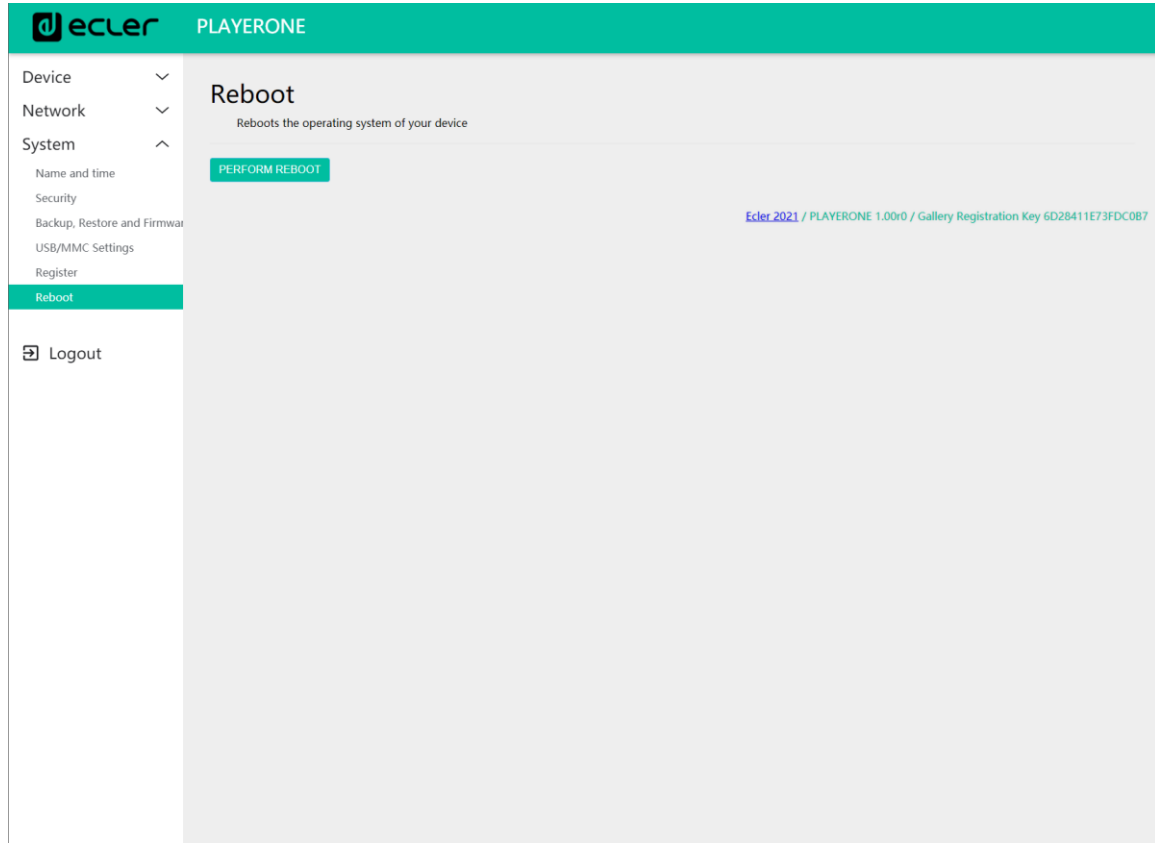 ecler PLAYERONE
Device
Network
System
Name and time
Security
Backup, Restore and Firmwar
USB/MMC Settings
Register
Reboot
Logout
Reboot
Reboots the operating system of your device
PERFORM REBOOT
Ecler 2021 / PLAYERONE 1.00r0 / Gallery Registration Key 6D28411E73FDC0B7